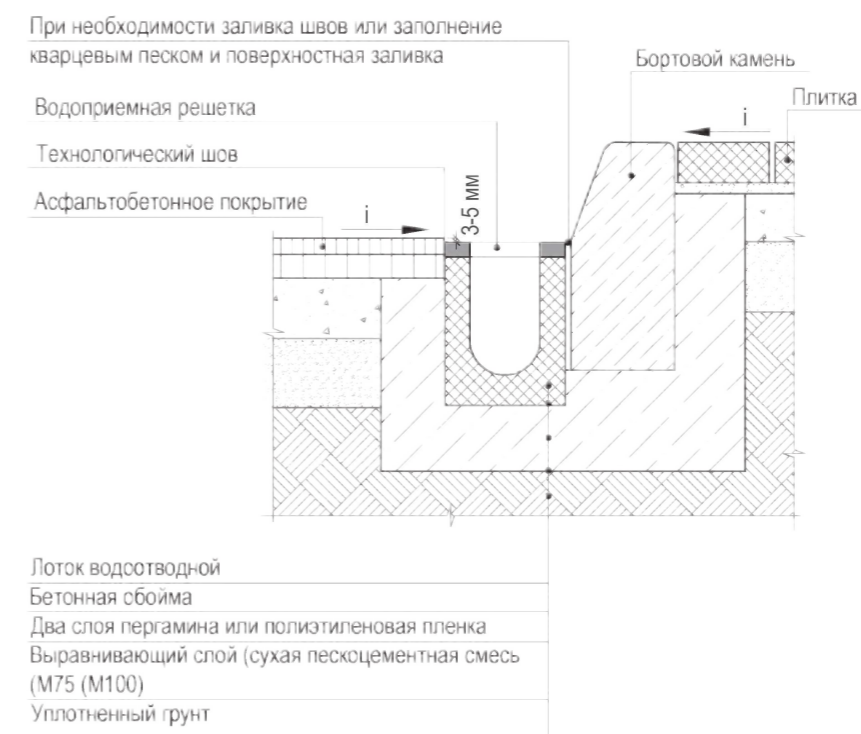 При необходимости заливка швов или заполнение
кварцевым песком и поверхностная заливка
Бортовой камень
Плитка
Водоприемная решетка
i
Технологический шов
3-5 мм
Асфальтобетонное покрытие
i
Лоток водоотводной
Бетонная обойма
Два слоя пергамина или полиэтиленовая пленка
Выравнивающий слой (сухая пескоцементная смесь
(М75 (М100)
Уплотненный грунт